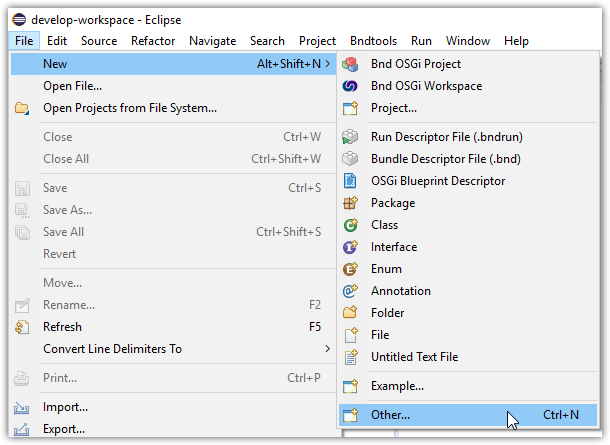 develop-workspace - Eclipse
File Edit Source Refactor Navigate Search Project Bndtools Run Window Help
New Alt+Shift+N >
Open File...
Open Projects from File System...
Close Ctrl+W
Close All Ctrl+Shift+W
Save Ctrl+S
Save As...
Save All Ctrl+Shift+S
Revert
Move...
Rename... F2
Refresh F5
Convert Line Delimiters To >
Print... Ctrl+P
Import...
Export...
Bnd OSGi Project
Bnd OSGi Workspace
Project...
Run Descriptor File (.bndrun)
Bundle Descriptor File (.bnd)
OSGi Blueprint Descriptor
Package
Class
Interface
Enum
Annotation
Folder
File
Untitled Text File
Example...
Other... Ctrl+N